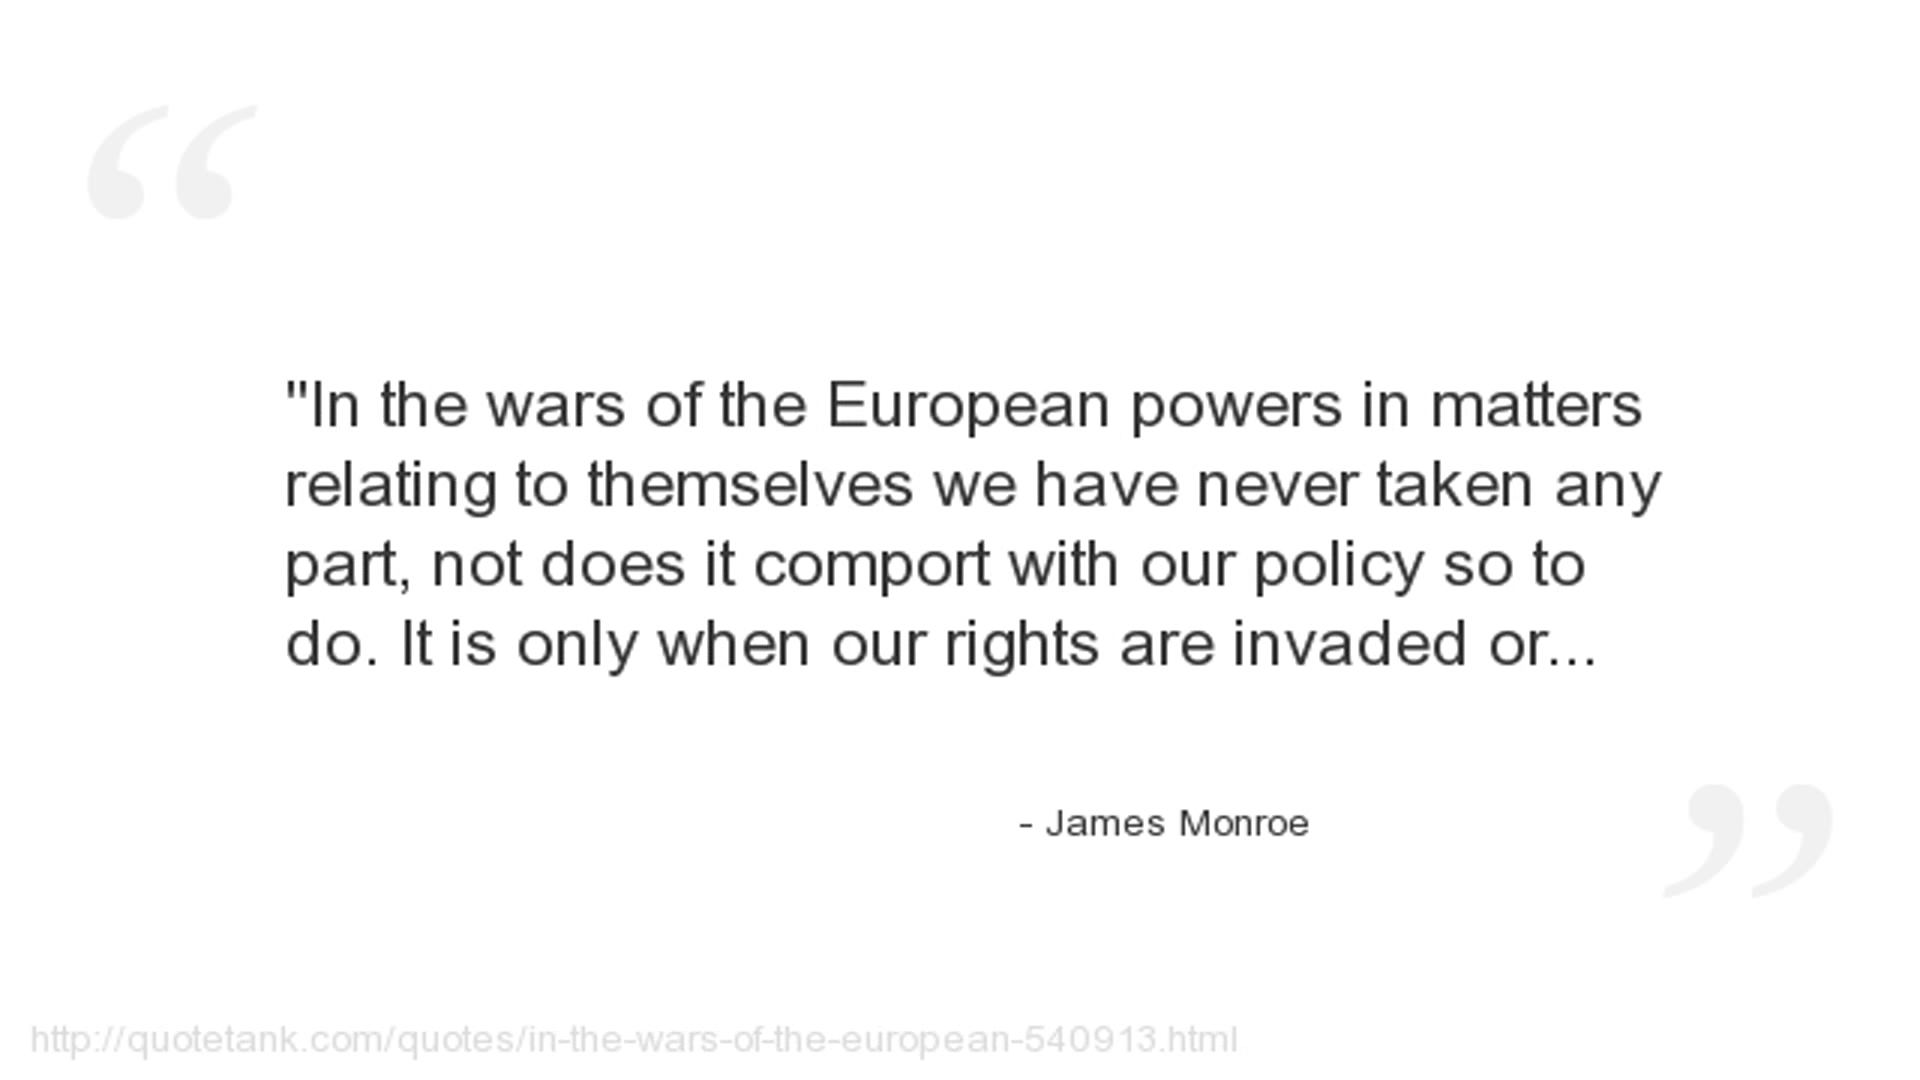 "In the wars of the European powers in matters
relating to themselves we have never taken any
part, not does it comport with our policy so to
do. It is only when our rights are invaded or...
- James Monroe
http://quotetank.com/quotes/in-the-wars-of-the-european-540913.html